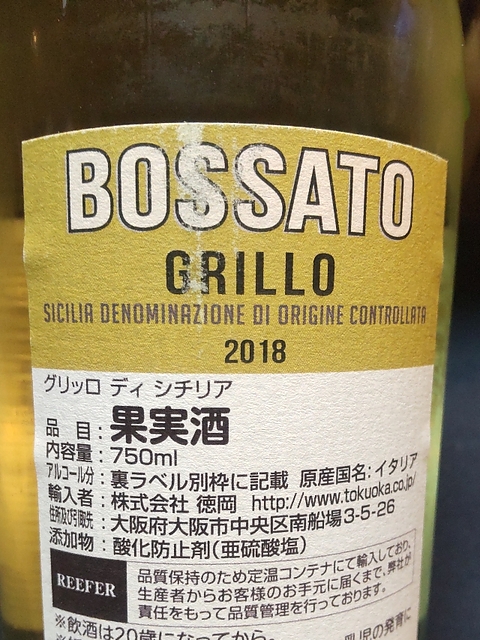 BOSSATO
GRILLO
SICILIA DENOMINAZIONE DI ORIGINE CONTROLLATA
2018
グリッロ ディ シチリア
品 目:果実酒
内容量:750ml
アルコール分:裏ラベル別枠に記載 原産国名:イタリア
輸入者:株式会社 徳岡 http://www.tokuoka.co.jp/
住所及び引取先:大阪府大阪市中央区南船場3-5-26
添加物:酸化防止剤(亜硫酸塩)
REEFER
品質保持のため定温コンテナにて輸入しており、
生産者からお客様のお手元に届くまで、弊社が
責任をもって品質管理を行っております。
※飲酒は20歳になってから。